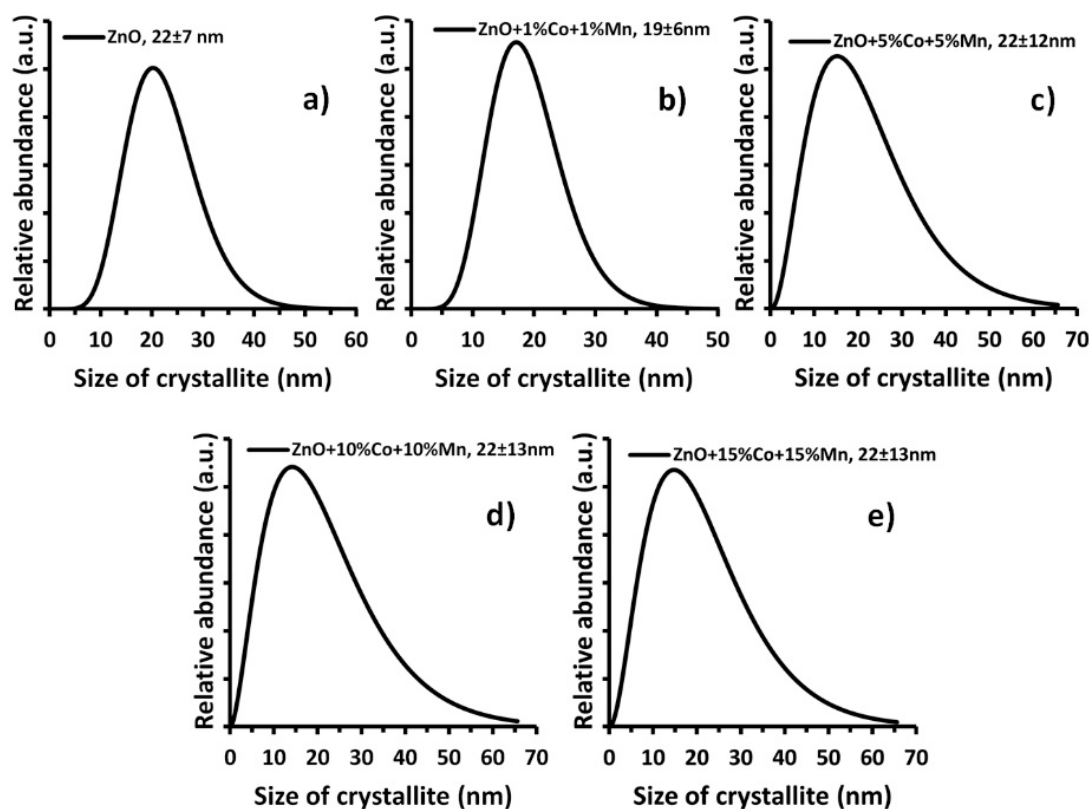 Relative abundance (a.u.)
ZnO, 22±7 nm
a)
0 10 20 30 40 50 60
Size of crystallite (nm)
Relative abundance (a.u.)
ZnO+1%Co+1%Mn, 19±6nm
b)
0 10 20 30 40 50
Size of crystallite (nm)
Relative abundance (a.u.)
ZnO+5%Co+5%Mn, 22±12nm
c)
0 10 20 30 40 50 60 70
Size of crystallite (nm)
Relative abundance (a.u.)
ZnO+10%Co+10%Mn, 22±13nm
d)
0 10 20 30 40 50 60 70
Size of crystallite (nm)
Relative abundance (a.u.)
ZnO+15%Co+15%Mn, 22±13nm
e)
0 10 20 30 40 50 60 70
Size of crystallite (nm)